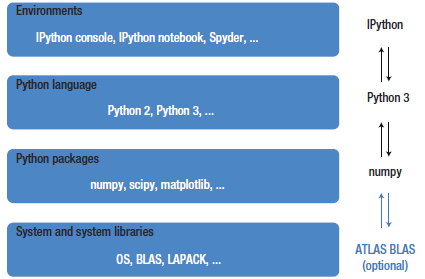 Environments
IPython console, IPython notebook, Spyder, ...
IPython
Python language
Python 2, Python 3, ...
Python 3
Python packages
numpy, scipy, matplotlib, ...
numpy
System and system libraries
OS, BLAS, LAPACK, ...
ATLAS BLAS
(optional)